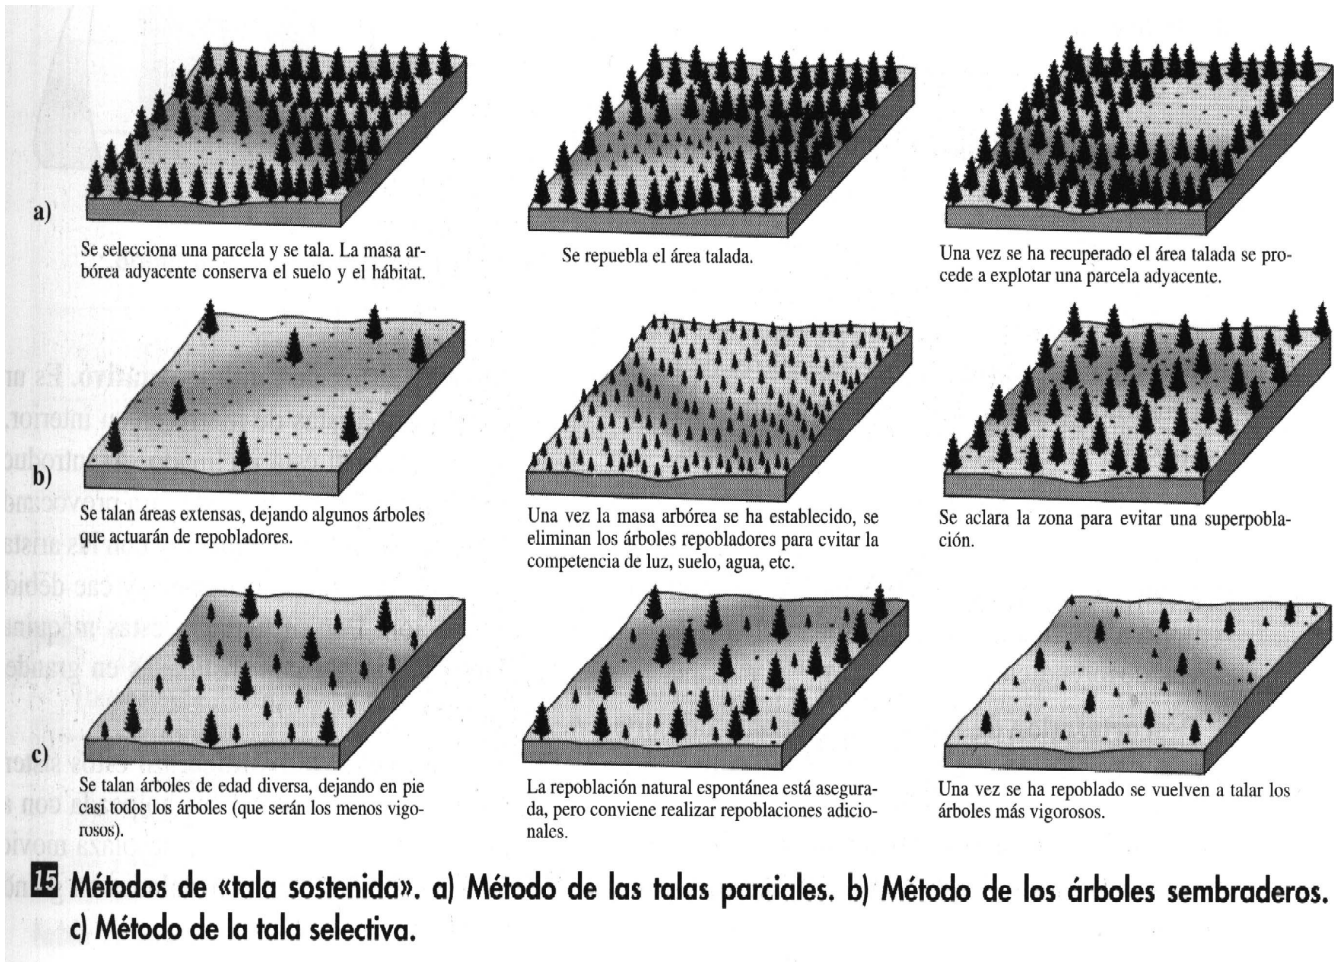 a)
Se selecciona una parcela y se tala. La masa ar-
bórea adyacente conserva el suelo y el hábitat.
Se repuebla el área talada.
Una vez se ha recuperado el área talada se pro-
cede a explotar una parcela adyacente.
b)
Se talan áreas extensas, dejando algunos árboles
que actuarán de repobladores.
Una vez la masa arbórea se ha establecido, se
eliminan los árboles repobladores para evitar la
competencia de luz, suelo, agua, etc.
Se aclara la zona para evitar una superpobla-
ción.
c)
Se talan árboles de edad diversa, dejando en pie
casi todos los árboles (que serán los menos vigo-
rosos).
La repoblación natural espontánea está asegura-
da, pero conviene realizar repoblaciones adicio-
nales.
Una vez se ha repoblado se vuelven a talar los
árboles más vigorosos.
15 Métodos de «tala sostenida». a) Método de las talas parciales. b) Método de los árboles sembraderos.
c) Método de la tala selectiva.